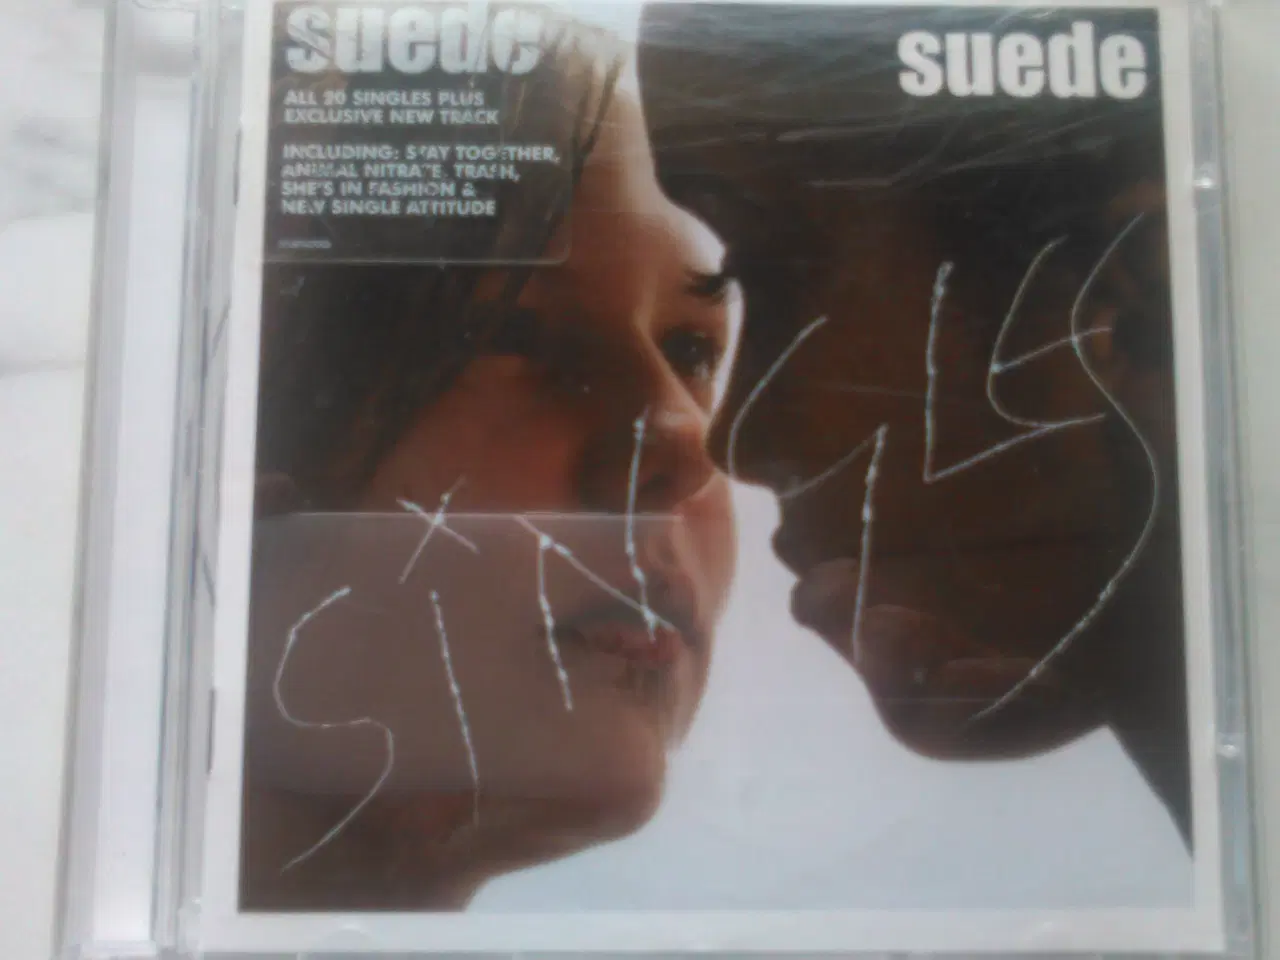 suede
ALL 20 SINGLES PLUS
EXCLUSIVE NEW TRACK
INCLUDING: STAY TOGETHER,
ANIMAL NITRATE, TRASH,
SHE'S IN FASHION &
NEW SINGLE ATTITUDE
suede
SINGLES